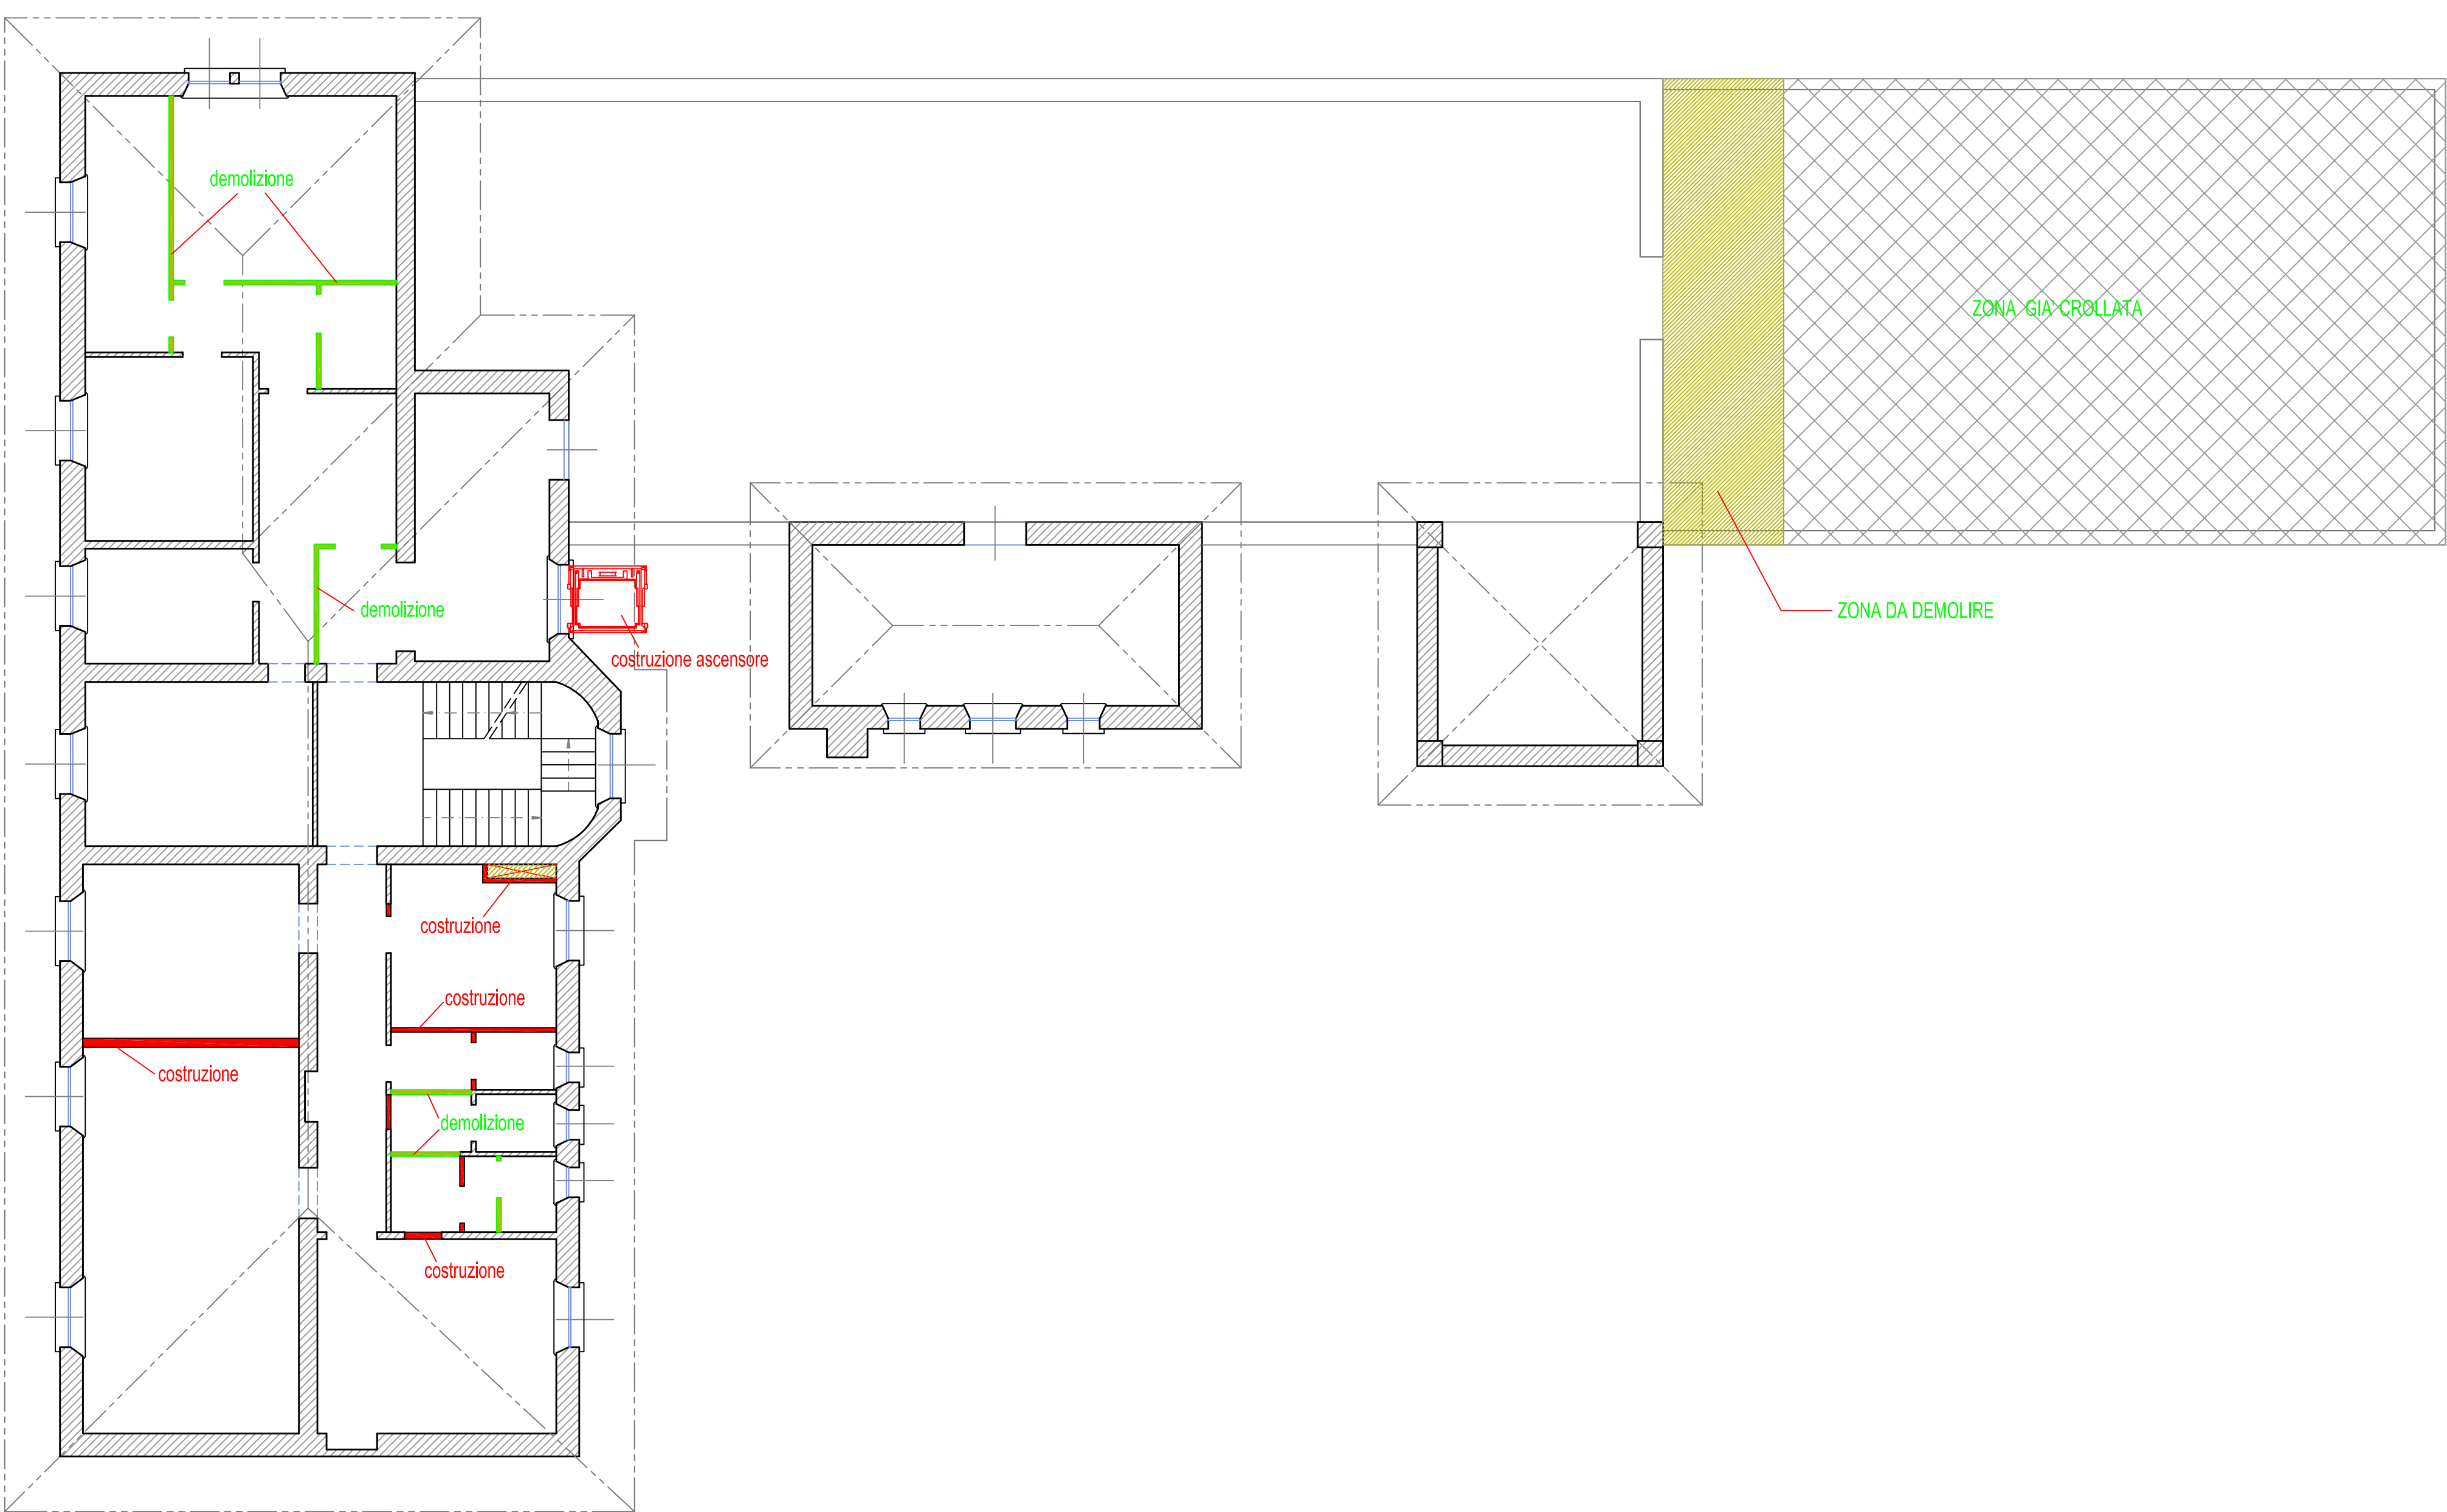 demolizione
ZONA GIA' CROLLATA
demolizione
ZONA DA DEMOLIRE
costruzione ascensore
costruzione
costruzione
costruzione
demolizione
costruzione